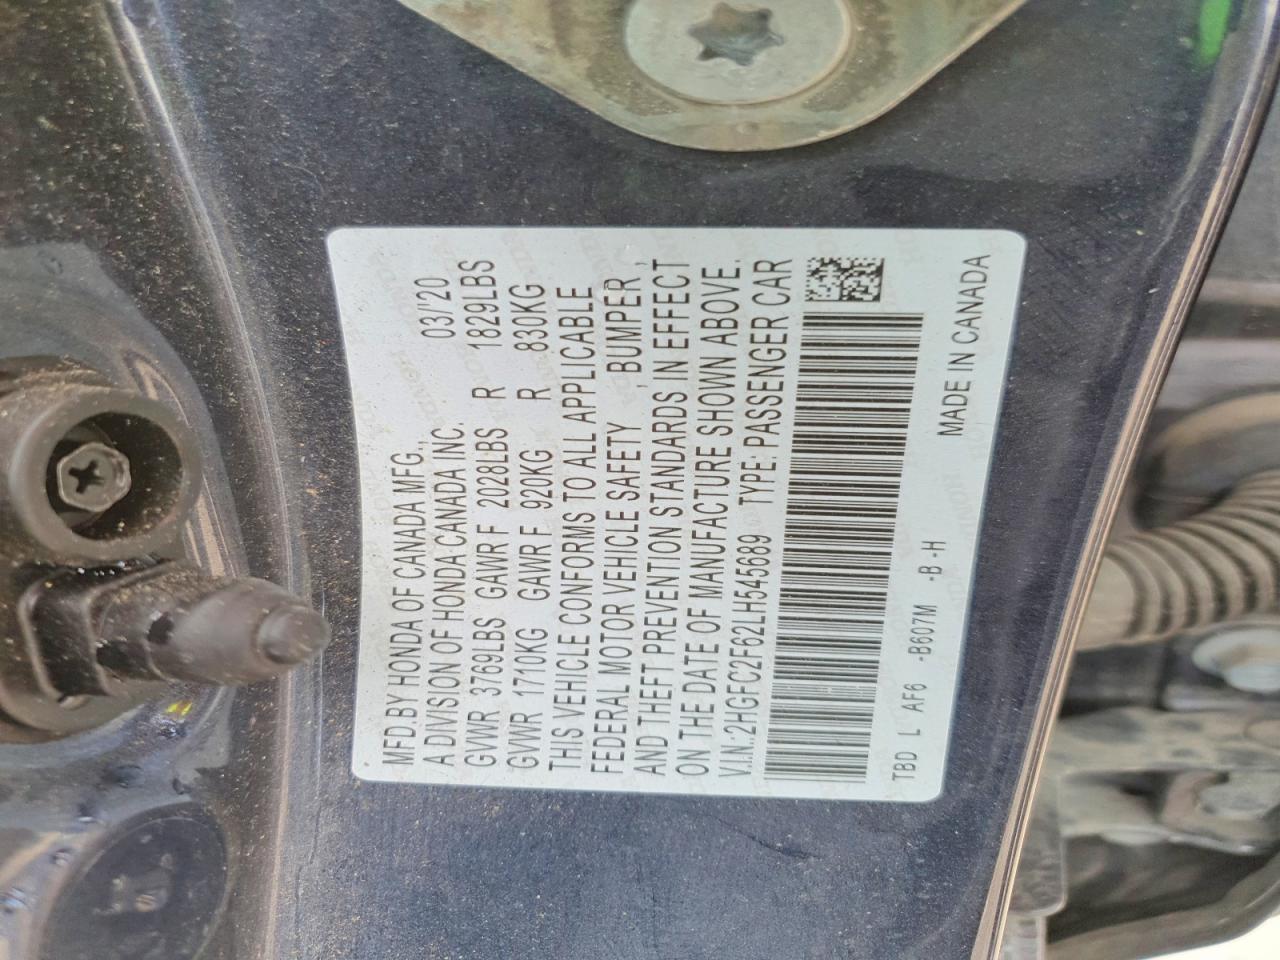 MFD.BY HONDA OF CANADA MFG., 03/'20
A DIVISION OF HONDA CANADA INC.
GVWR 3769LBS GAWR F 2028LBS R 1829LBS
GVWR 1710KG GAWR F 920KG R 830KG
THIS VEHICLE CONFORMS TO ALL APPLICABLE
FEDERAL MOTOR VEHICLE SAFETY , BUMPER ,
AND THEFT PREVENTION STANDARDS IN EFFECT
ON THE DATE OF MANUFACTURE SHOWN ABOVE.
V.I.N.:2HGFC2F62LH545689 TYPE: PASSENGER CAR
TBD L AF6 -B607M -B -H
MADE IN CANADA